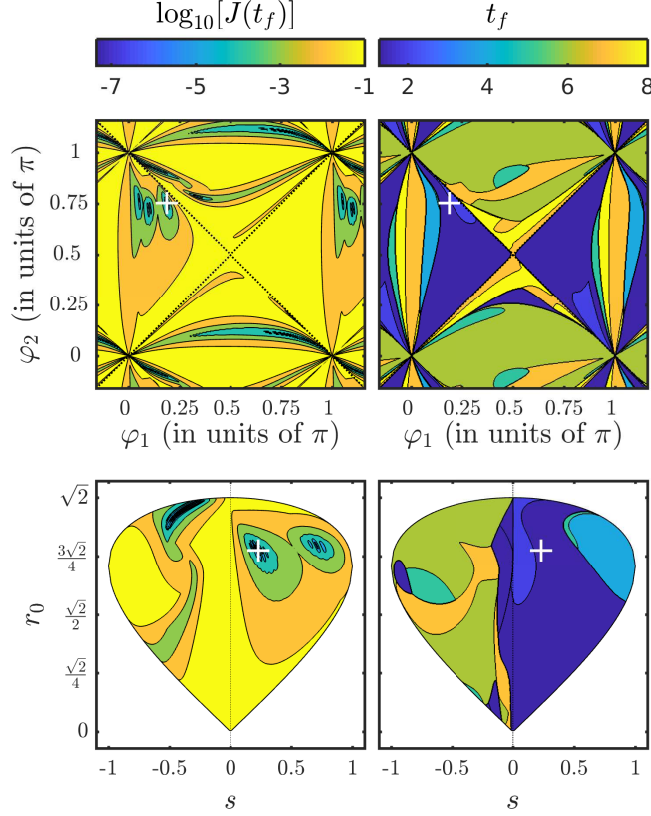 log₁₀[J(t_f)] t_f
-7 -5 -3 -1 2 4 6 8
φ₂ (in units of π)
1
0.75
0.5
0.25
0
0 0.25 0.5 0.75 1 0 0.25 0.5 0.75 1
φ₁ (in units of π) φ₁ (in units of π)
r₀
√2
3√2/4
√2/2
√2/4
0
-1 -0.5 0 0.5 1 -1 -0.5 0 0.5 1
s s